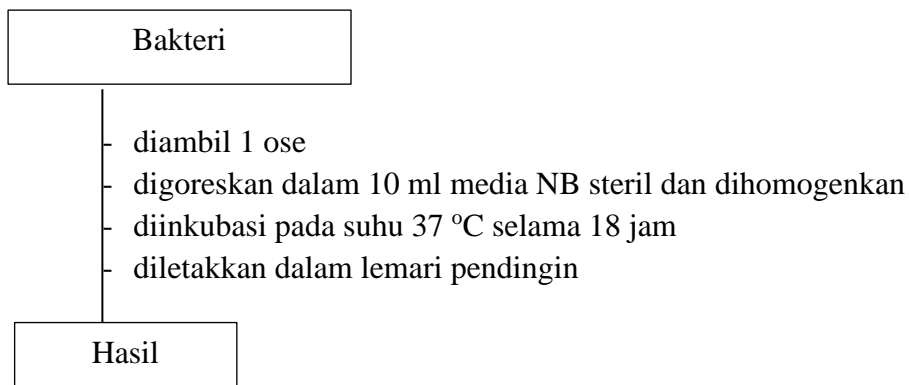 Bakteri
- diambil 1 ose
- digoreskan dalam 10 ml media NB steril dan dihomogenkan
- diinkubasi pada suhu 37 °C selama 18 jam
- diletakkan dalam lemari pendingin
Hasil